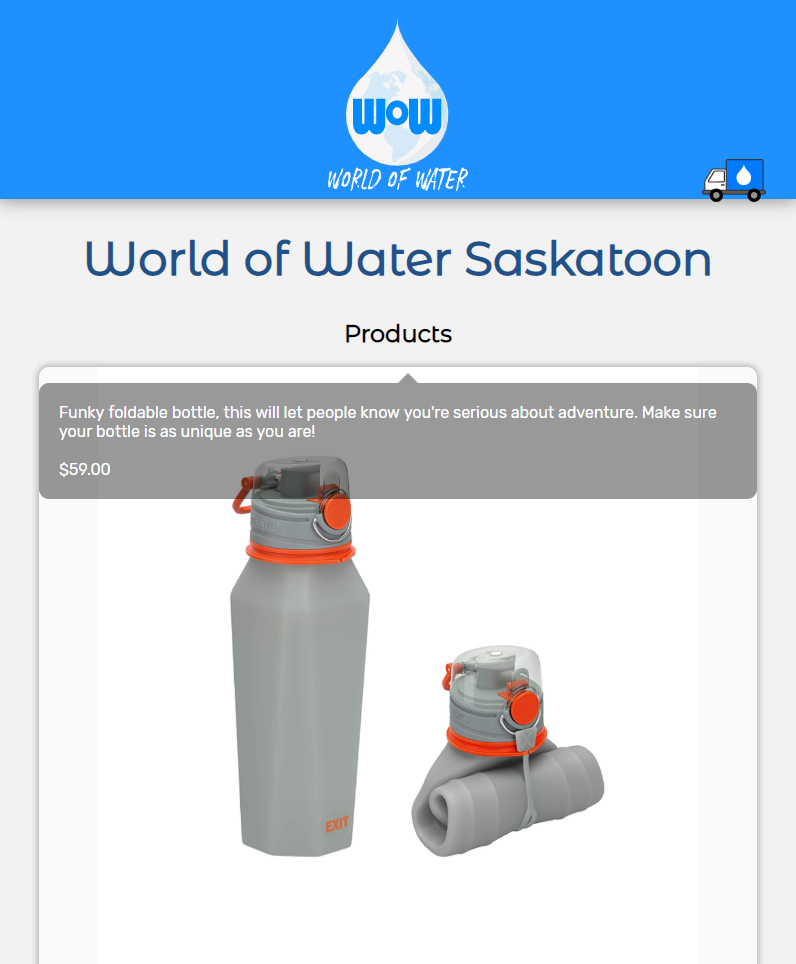 WOW
WORLD OF WATER
World of Water Saskatoon
Products
Funky foldable bottle, this will let people know you're serious about adventure. Make sure
your bottle is as unique as you are!
$59.00
EXIT